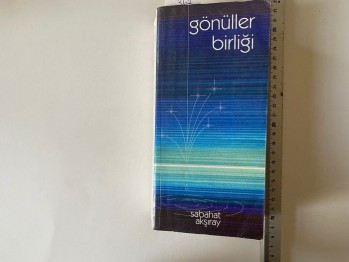 gönüller
birliği
sabahat
akşıray